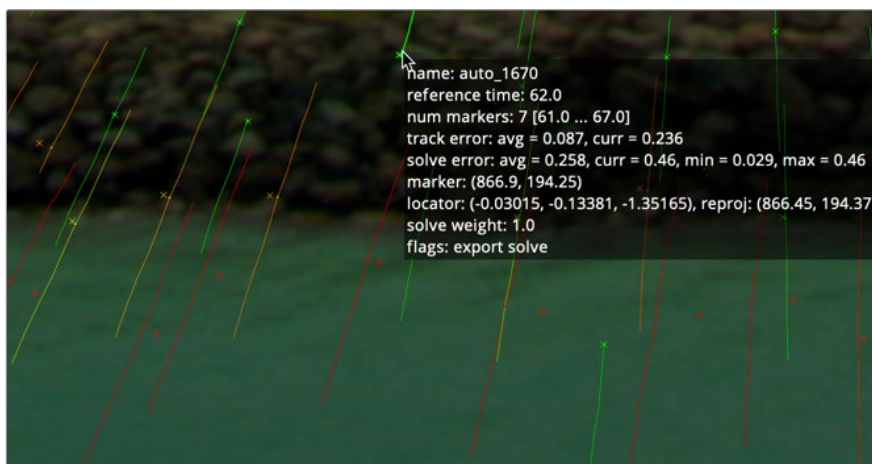 name: auto_1670
reference time: 62.0
num markers: 7 [61.0 ... 67.0]
track error: avg = 0.087, curr = 0.236
solve error: avg = 0.258, curr = 0.46, min = 0.029, max = 0.46
marker: (866.9, 194.25)
locator: (-0.03015, -0.13381, -1.35165), reproj: (866.45, 194.37
solve weight: 1.0
flags: export solve